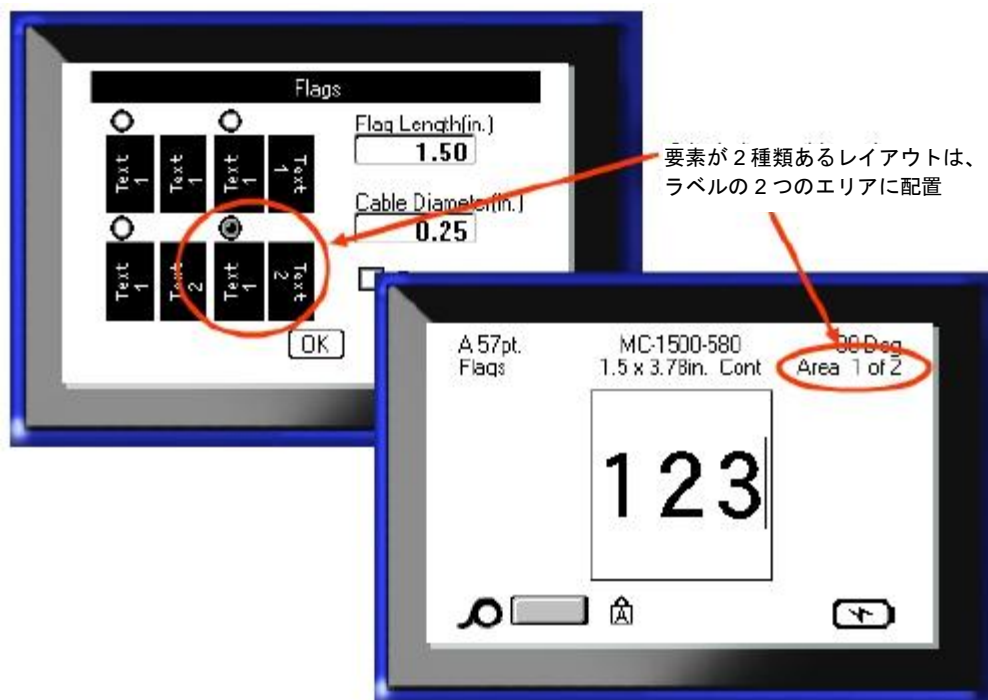 Flags
Flag Length(in.)
1.50
Text 1
Text 1
Text 1
Text 1
Cable Diameter(in.)
0.25
Text 1
Text 2
Text 1
Text 2
OK
要素が２種類あるレイアウトは、
ラベルの２つのエリアに配置
A 57pt.
MC-1500-580
Deg
Flags
1.5 x 3.78in. Cont
Area 1 of 2
123
A